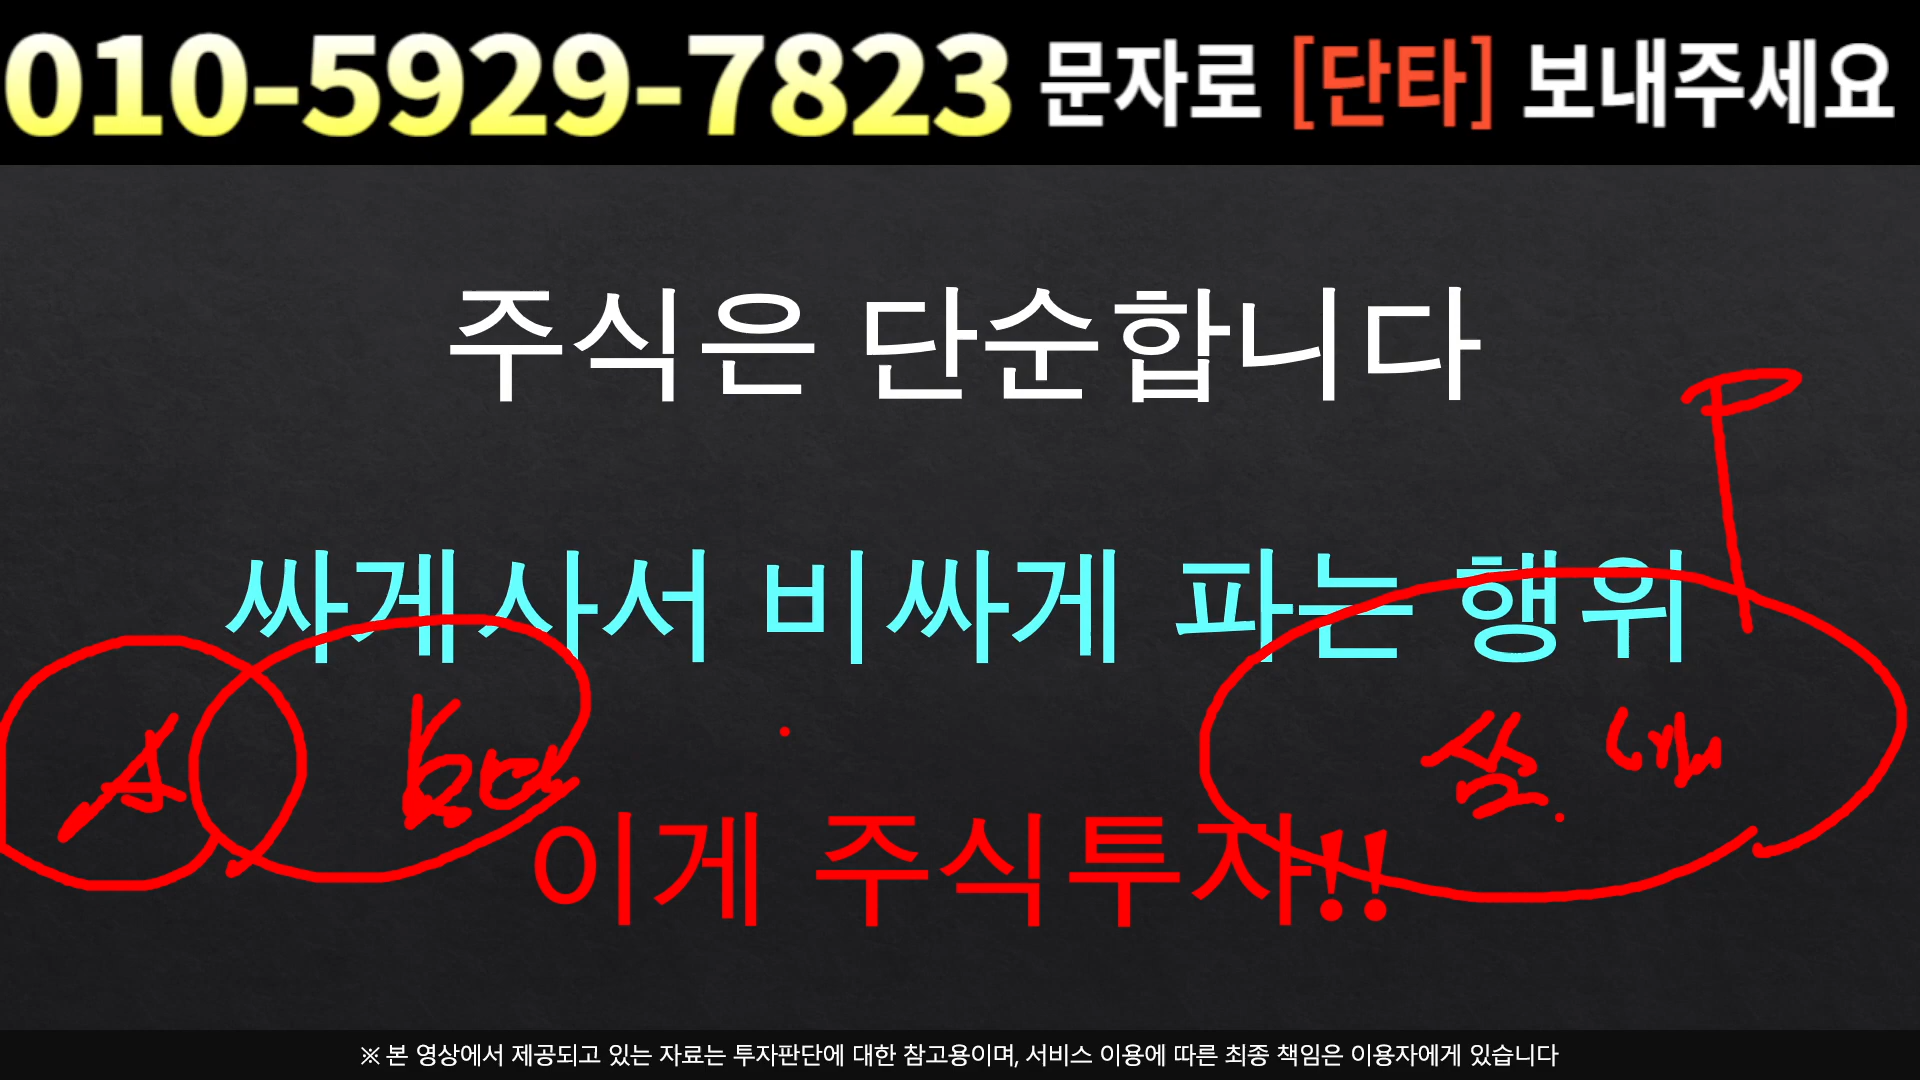 010-5929-7823 문자로 [단타] 보내주세요
주식은 단순합니다
싸게사서 비싸게 파는 행위
이게 주식투자!!
※ 본 영상에서 제공되고 있는 자료는 투자판단에 대한 참고용이며, 서비스 이용에 따른 최종 책임은 이용자에게 있습니다